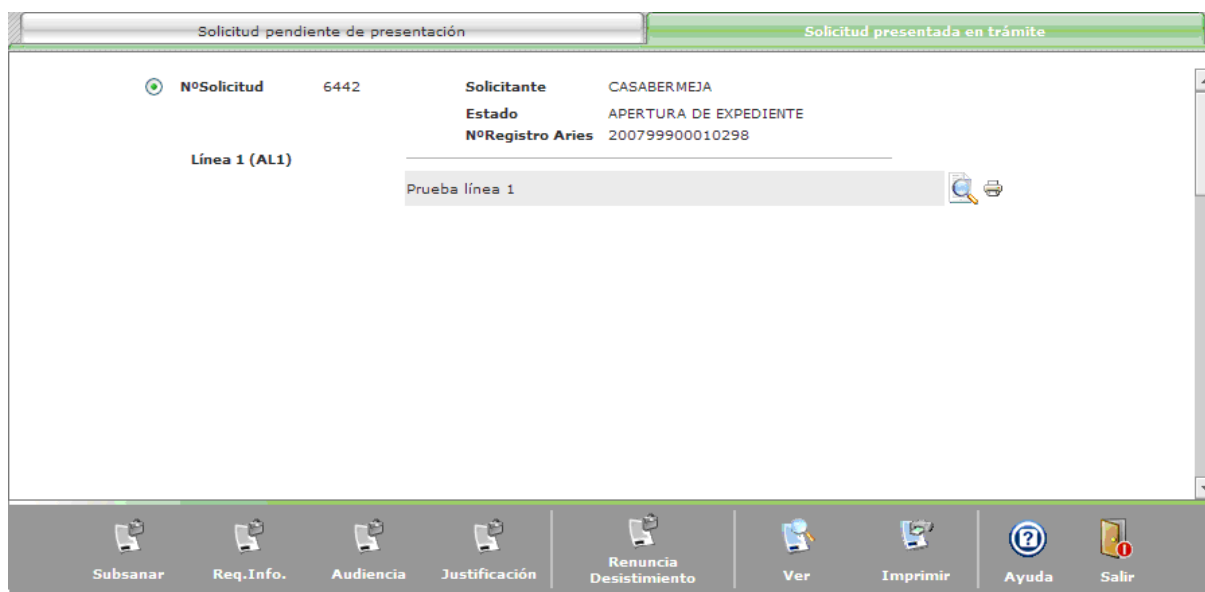 Solicitud pendiente de presentación
Solicitud presentada en trámite
NºSolicitud 6442 Solicitante CASABERMEJA
Estado APERTURA DE EXPEDIENTE
NºRegistro Aries 200799900010298
Línea 1 (AL1)
Prueba línea 1
Subsanar
Req.Info.
Audiencia
Justificación
Renuncia
Desistimiento
Ver
Imprimir
Ayuda
Salir